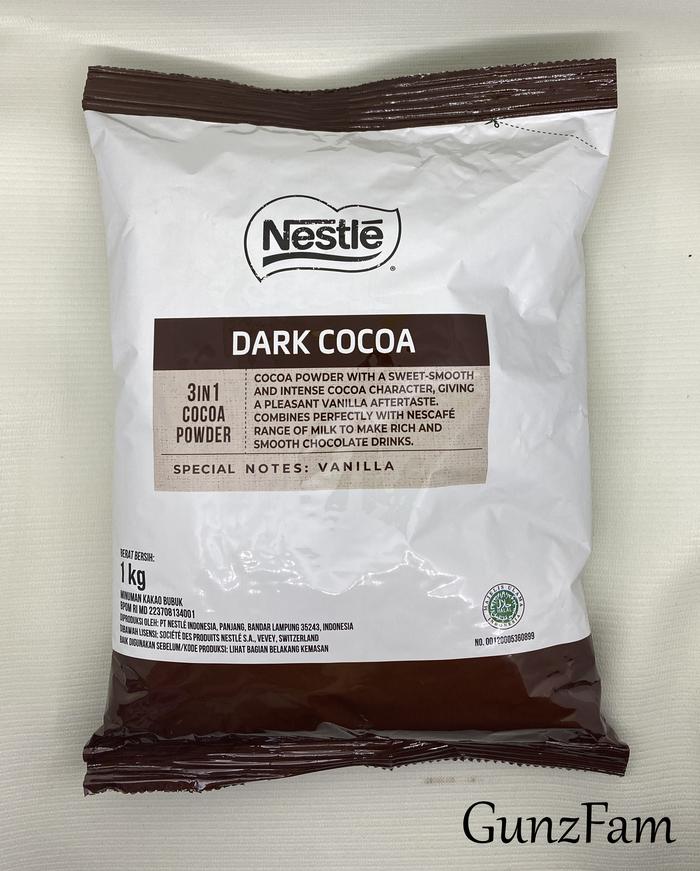 Nestlé
DARK COCOA
3IN1
COCOA
POWDER
COCOA POWDER WITH A SWEET-SMOOTH
AND INTENSE COCOA CHARACTER, GIVING
A PLEASANT VANILLA AFTERTASTE.
COMBINES PERFECTLY WITH NESCAFÉ
RANGE OF MILK TO MAKE RICH AND
SMOOTH CHOCOLATE DRINKS.
SPECIAL NOTES: VANILLA
BERAT BERSIH:
1 kg
MINUMAN KAKAO BUBUK
BPOM RI MD 223708134001
DIPRODUKSI OLEH: PT NESTLÉ INDONESIA, PANJANG, BANDAR LAMPUNG 35243, INDONESIA
DIBAWAH LISENSI: SOCIÉTÉ DES PRODUITS NESTLÉ S.A., VEVEY, SWITZERLAND
BAIK DIGUNAKAN SEBELUM/KODE PRODUKSI: LIHAT BAGIAN BELAKANG KEMASAN
MAJELIS ULAMA
HALAL
INDONESIA
NO. 00120005360899
GunzFam